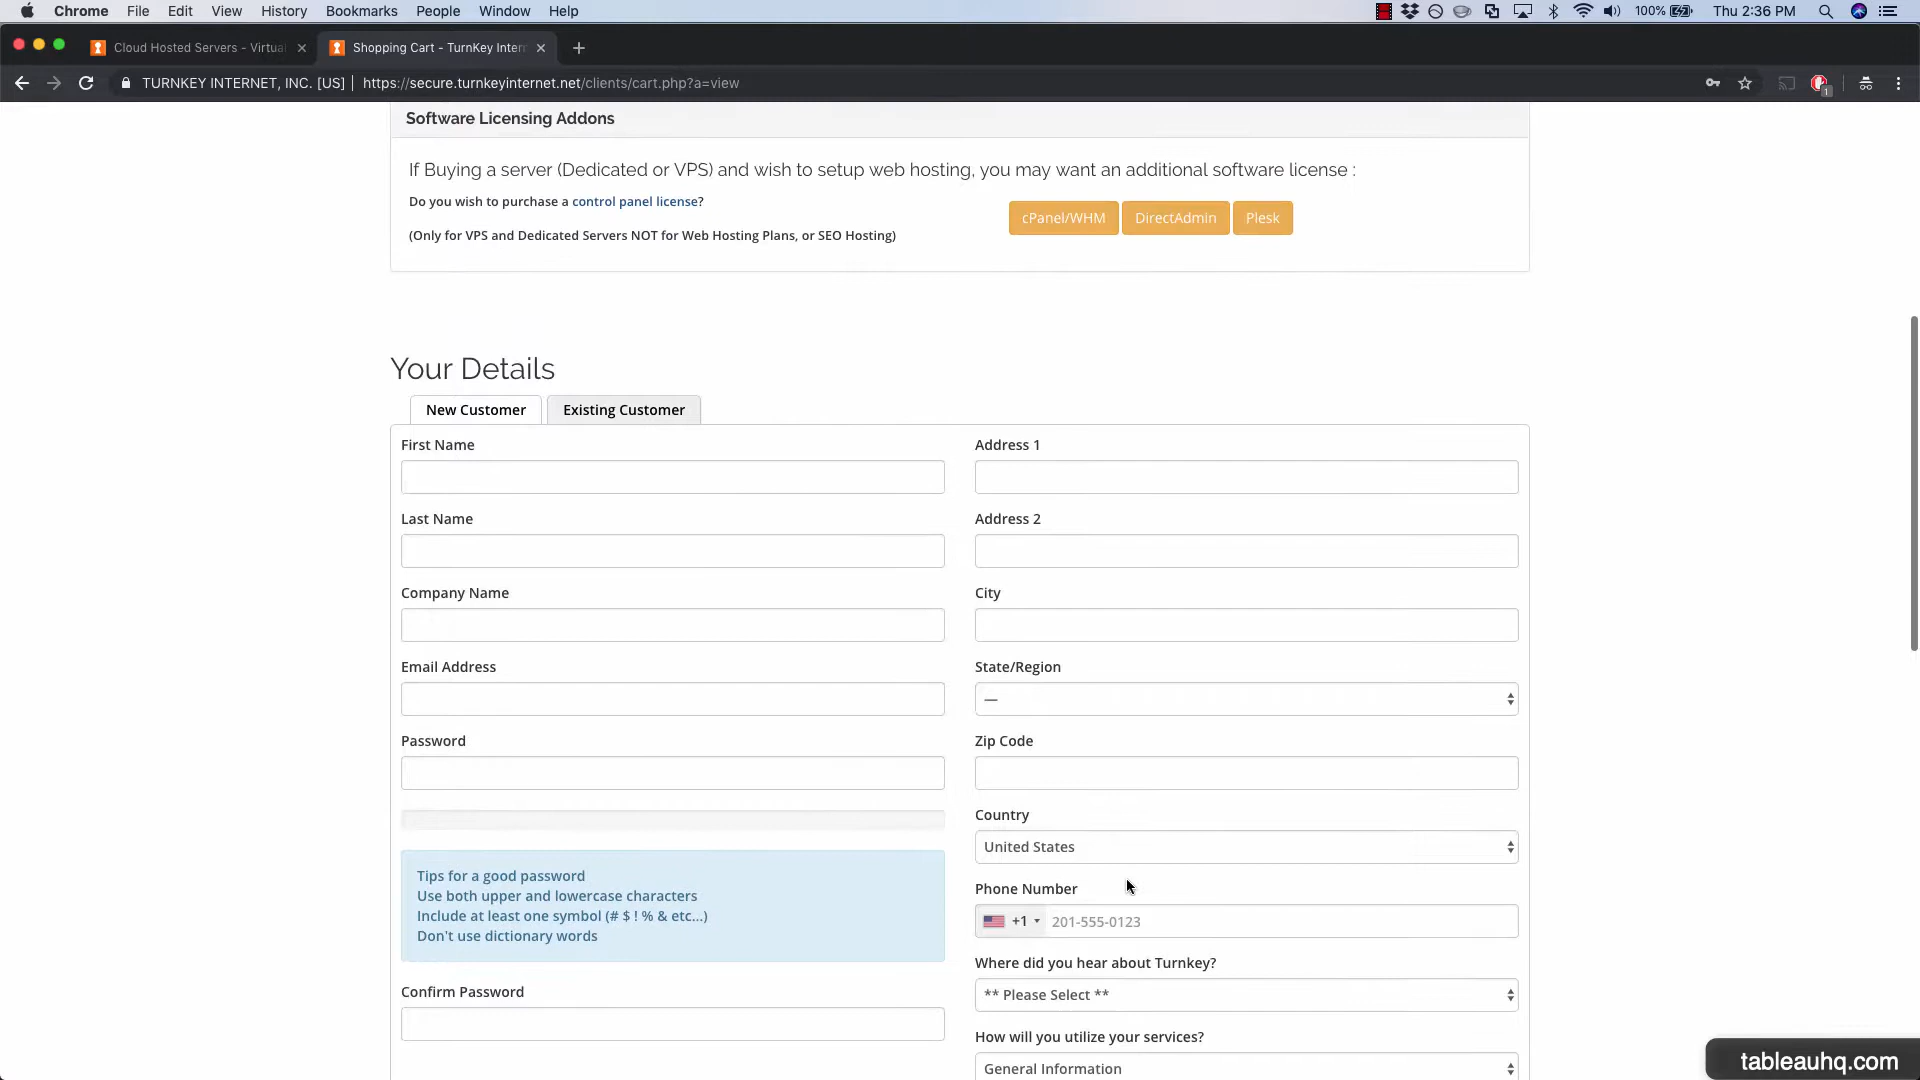 Chrome File Edit View History Bookmarks People Window Help 100% Thu 2:36 PM
Cloud Hosted Servers - Virtual Shopping Cart - TurnKey Inter
TURNKEY INTERNET, INC. [US] https://secure.turnkeyinternet.net/clients/cart.php?a=view
1
Software Licensing Addons
If Buying a server (Dedicated or VPS) and wish to setup web hosting, you may want an additional software license :
Do you wish to purchase a control panel license?
cPanel/WHM DirectAdmin Plesk
(Only for VPS and Dedicated Servers NOT for Web Hosting Plans, or SEO Hosting)
Your Details
New Customer Existing Customer
First Name
Address 1
Last Name
Address 2
Company Name
City
Email Address
State/Region
—
Password
Zip Code
Country
United States
Tips for a good password
Use both upper and lowercase characters
Include at least one symbol (# $ ! % & etc...)
Don't use dictionary words
Phone Number
+1 201-555-0123
Where did you hear about Turnkey?
** Please Select **
Confirm Password
How will you utilize your services?
General Information
tableauhq.com